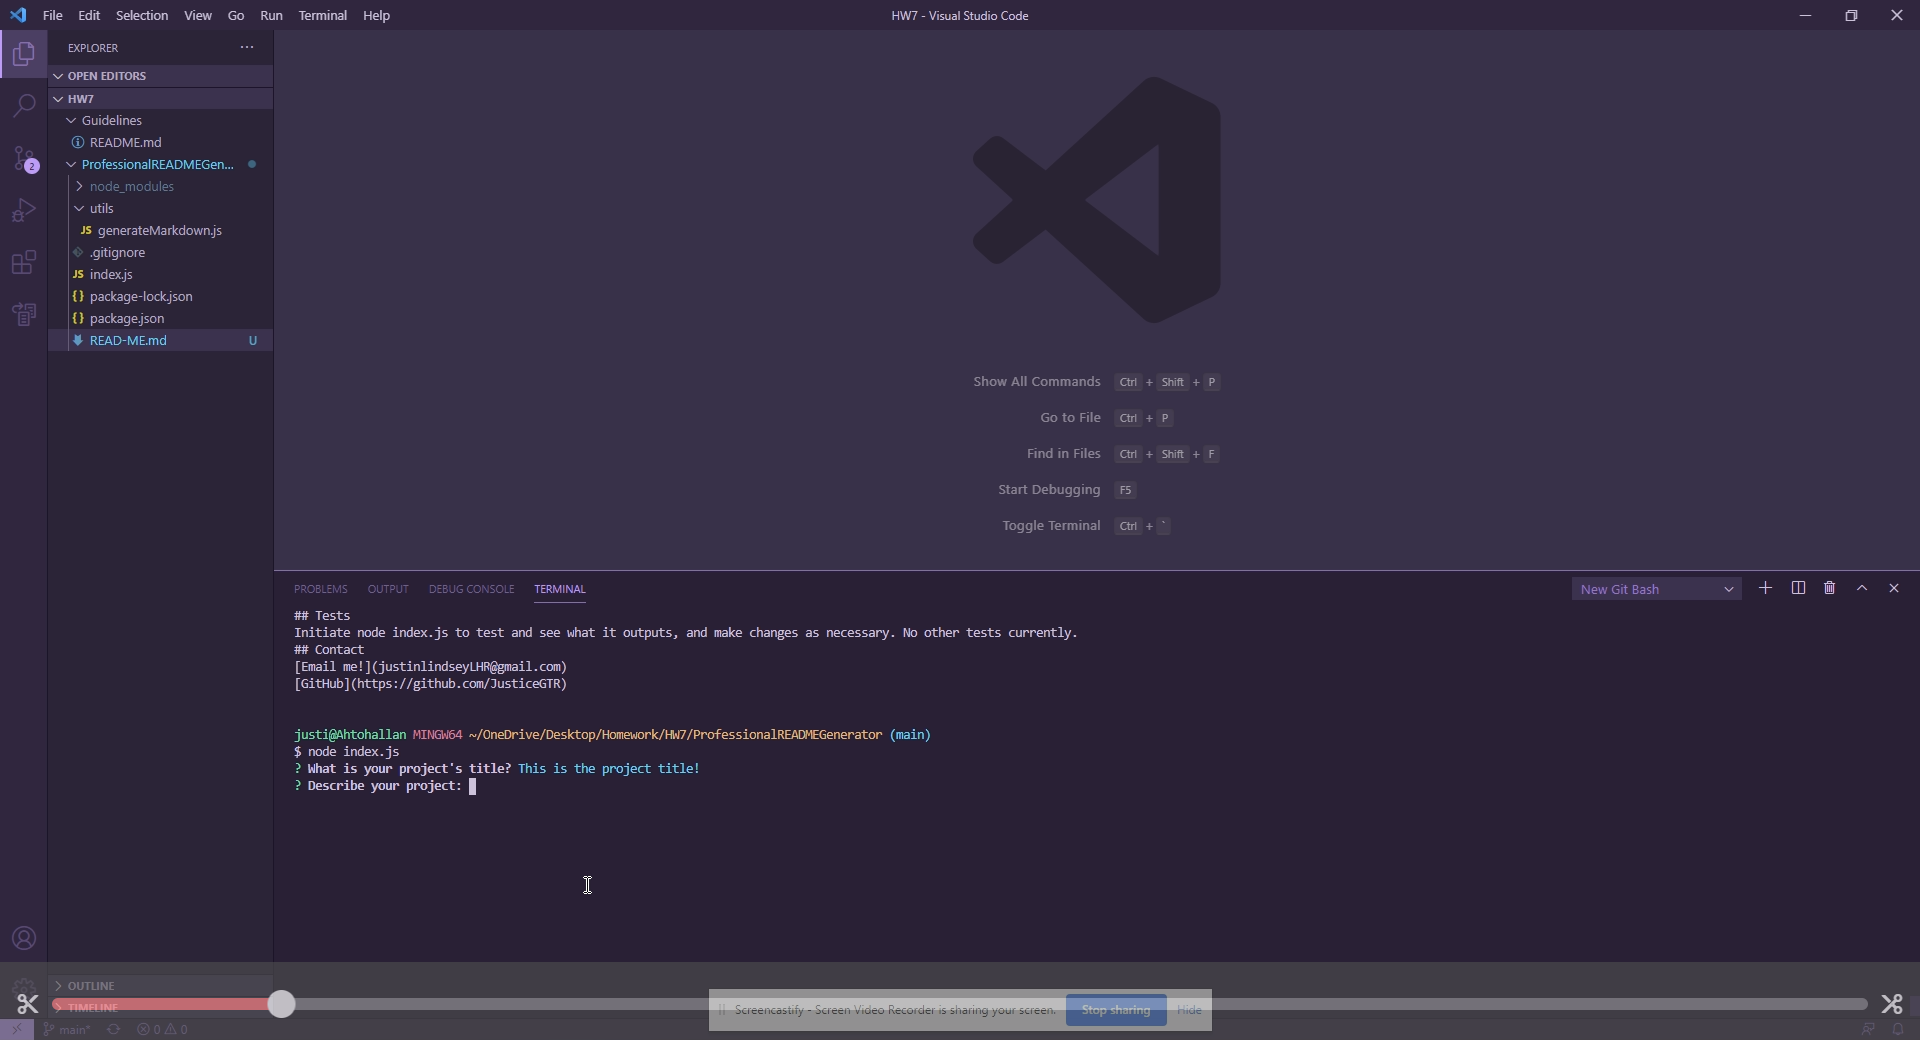 File Edit Selection View Go Run Terminal Help
HW7 - Visual Studio Code
EXPLORER
OPEN EDITORS
HW7
Guidelines
README.md
ProfessionalREADMEGen...
node_modules
utils
JS generateMarkdown.js
.gitignore
JS index.js
{} package-lock.json
{} package.json
READ-ME.md U
2
Show All Commands Ctrl + Shift + P
Go to File Ctrl + P
Find in Files Ctrl + Shift + F
Start Debugging F5
Toggle Terminal Ctrl + `
PROBLEMS OUTPUT DEBUG CONSOLE TERMINAL
New Git Bash
## Tests
Initiate node index.js to test and see what it outputs, and make changes as necessary. No other tests currently.
## Contact
[Email me!](justinlindseyLHR@gmail.com)
[GitHub](https://github.com/JusticeGTR)
justi@Ahtohallan MINGW64 ~/OneDrive/Desktop/Homework/HW7/ProfessionalREADMEGenerator (main)
$ node index.js
? What is your project's title? This is the project title!
? Describe your project:
OUTLINE
TIMELINE
Screencastify - Screen Video Recorder is sharing your screen. Stop sharing Hide
main* 0 0